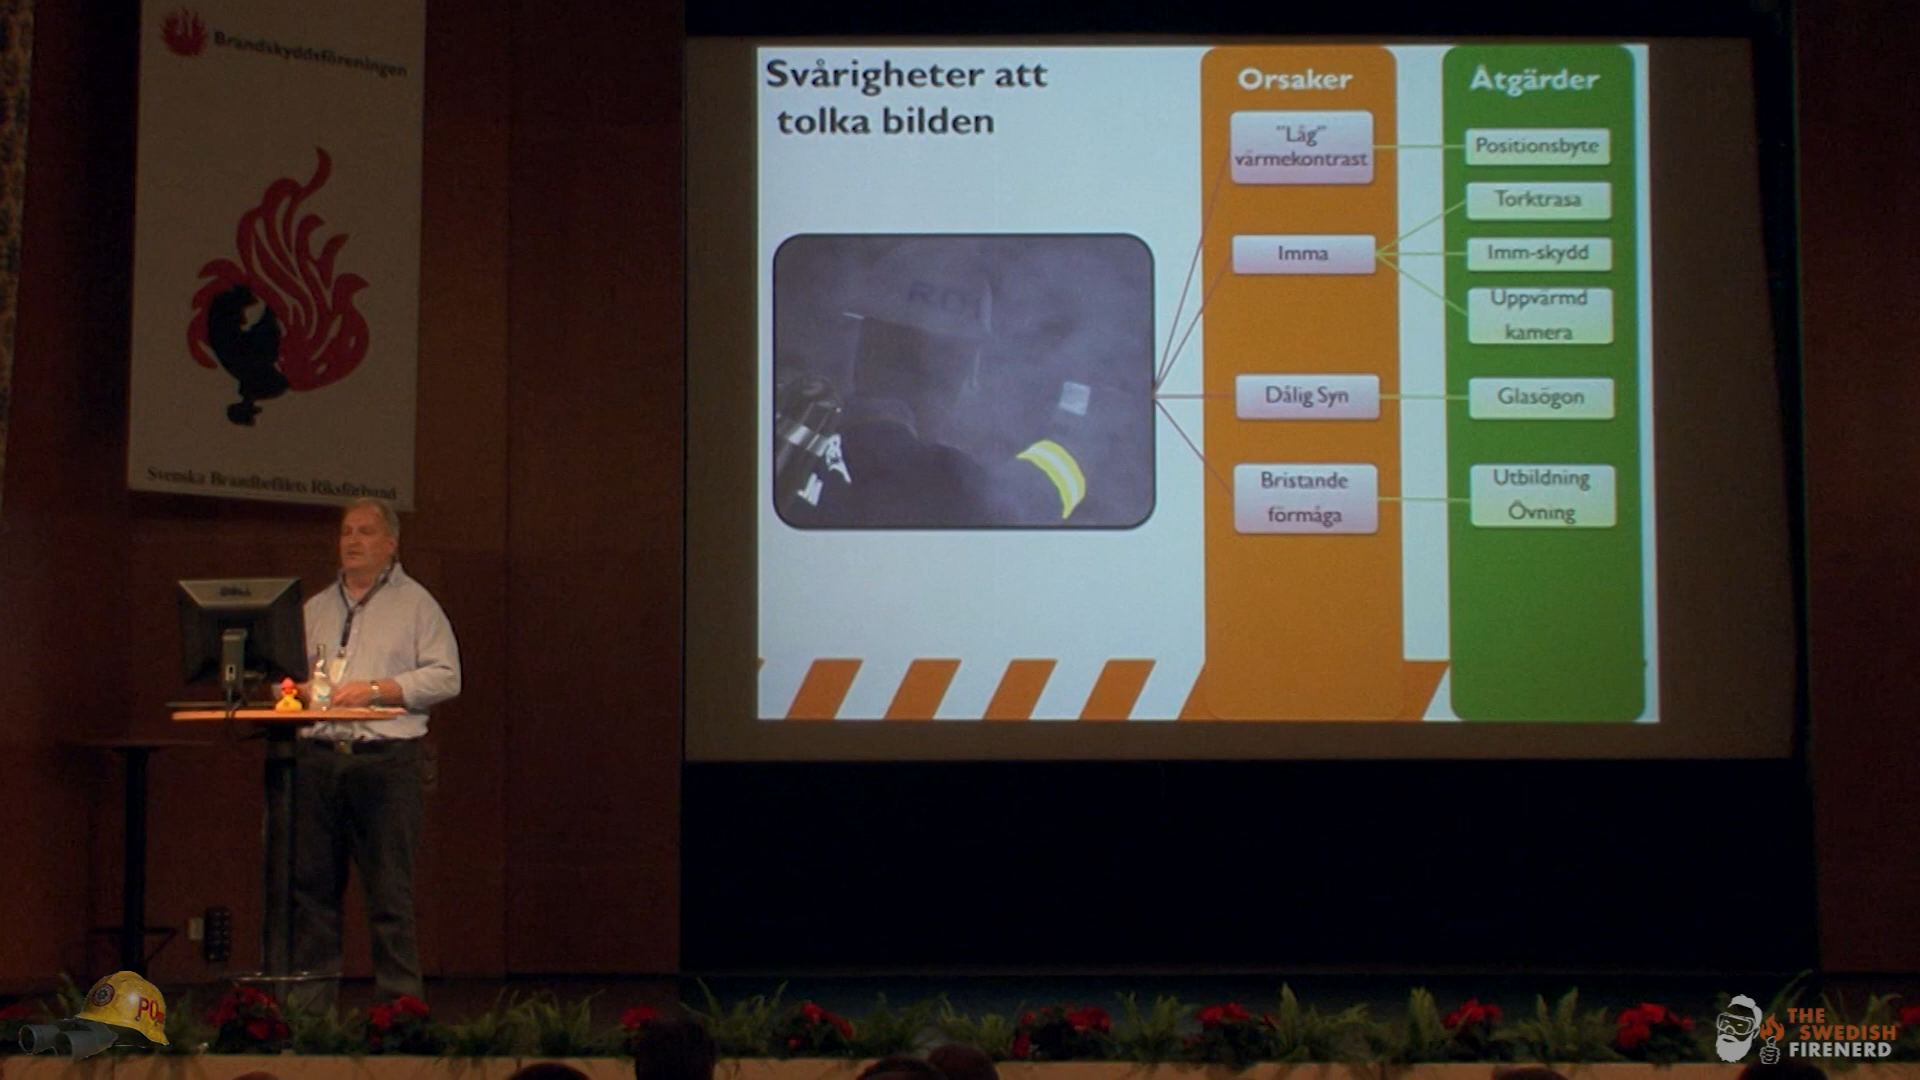 Brandskyddsföreningen
Svenska Brandbefälets Riksförbund
DELL
Svårigheter att
tolka bilden
Orsaker
"Låg"
värmekontrast
Imma
Dålig Syn
Bristande
förmåga
Åtgärder
Positionsbyte
Torktrasa
Imm-skydd
Uppvärmd
kamera
Glasögon
Utbildning
Övning
THE
SWEDISH
FIRENERD